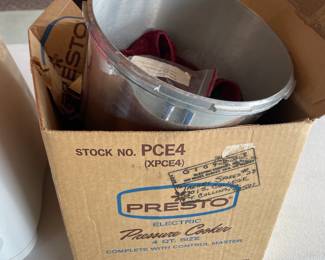 PRESTO
STOCK NO. PCE4
(XPCE4)
PRESTO
ELECTRIC
Pressure Cooker
4 QT. SIZE
COMPLETE WITH CONTROL MASTER